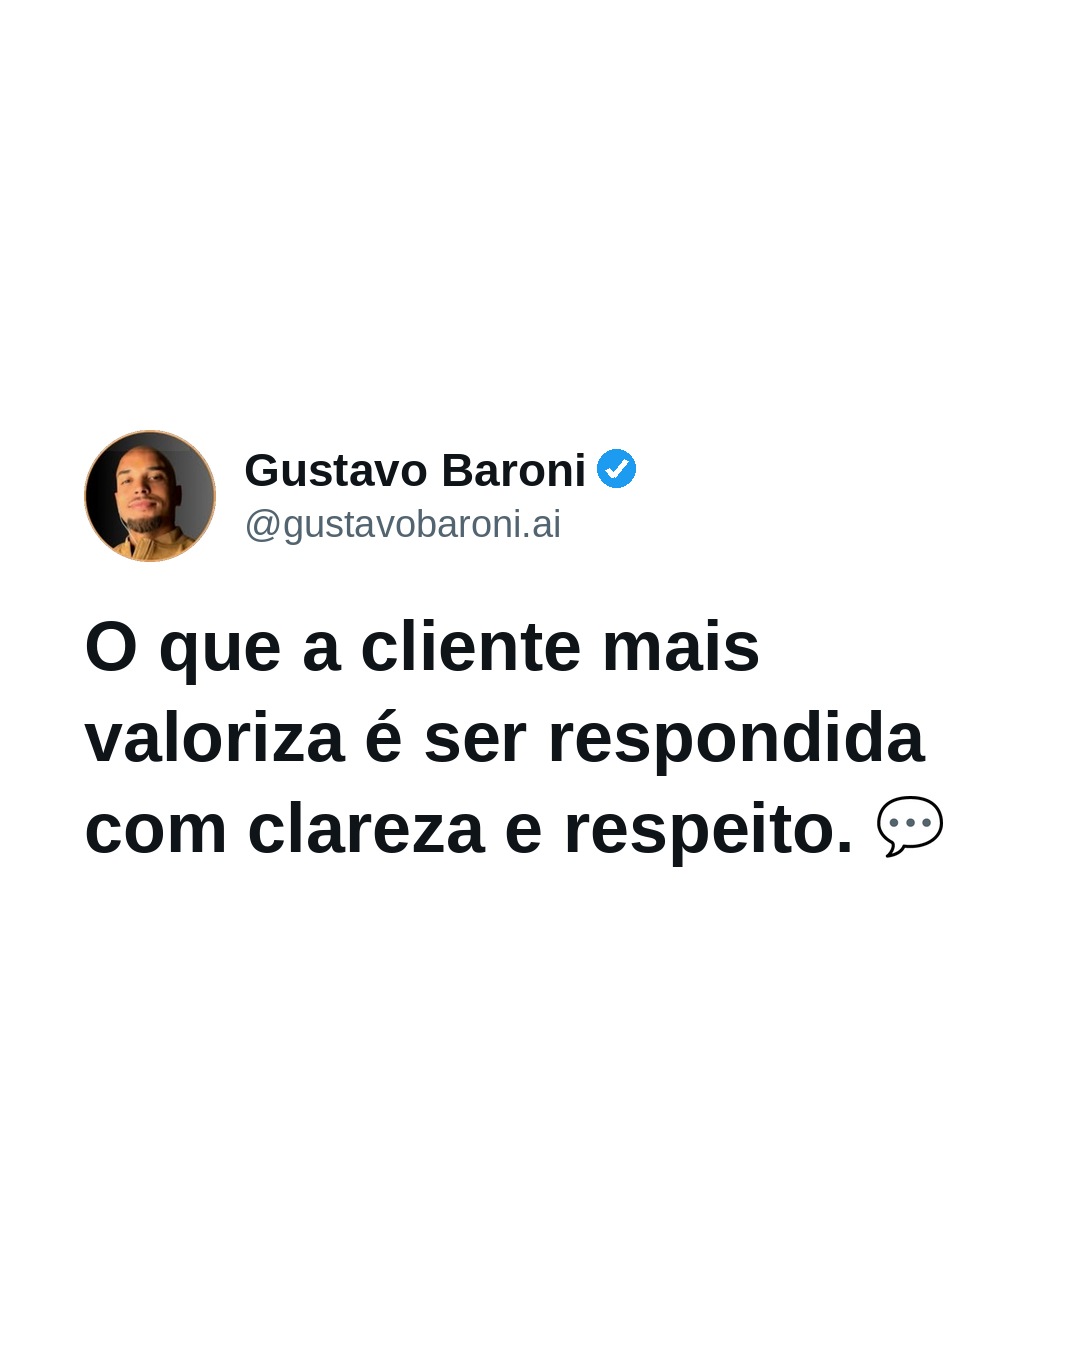 Gustavo Baroni
@gustavobaroni.ai
O que a cliente mais
valoriza é ser respondida
com clareza e respeito. 💬